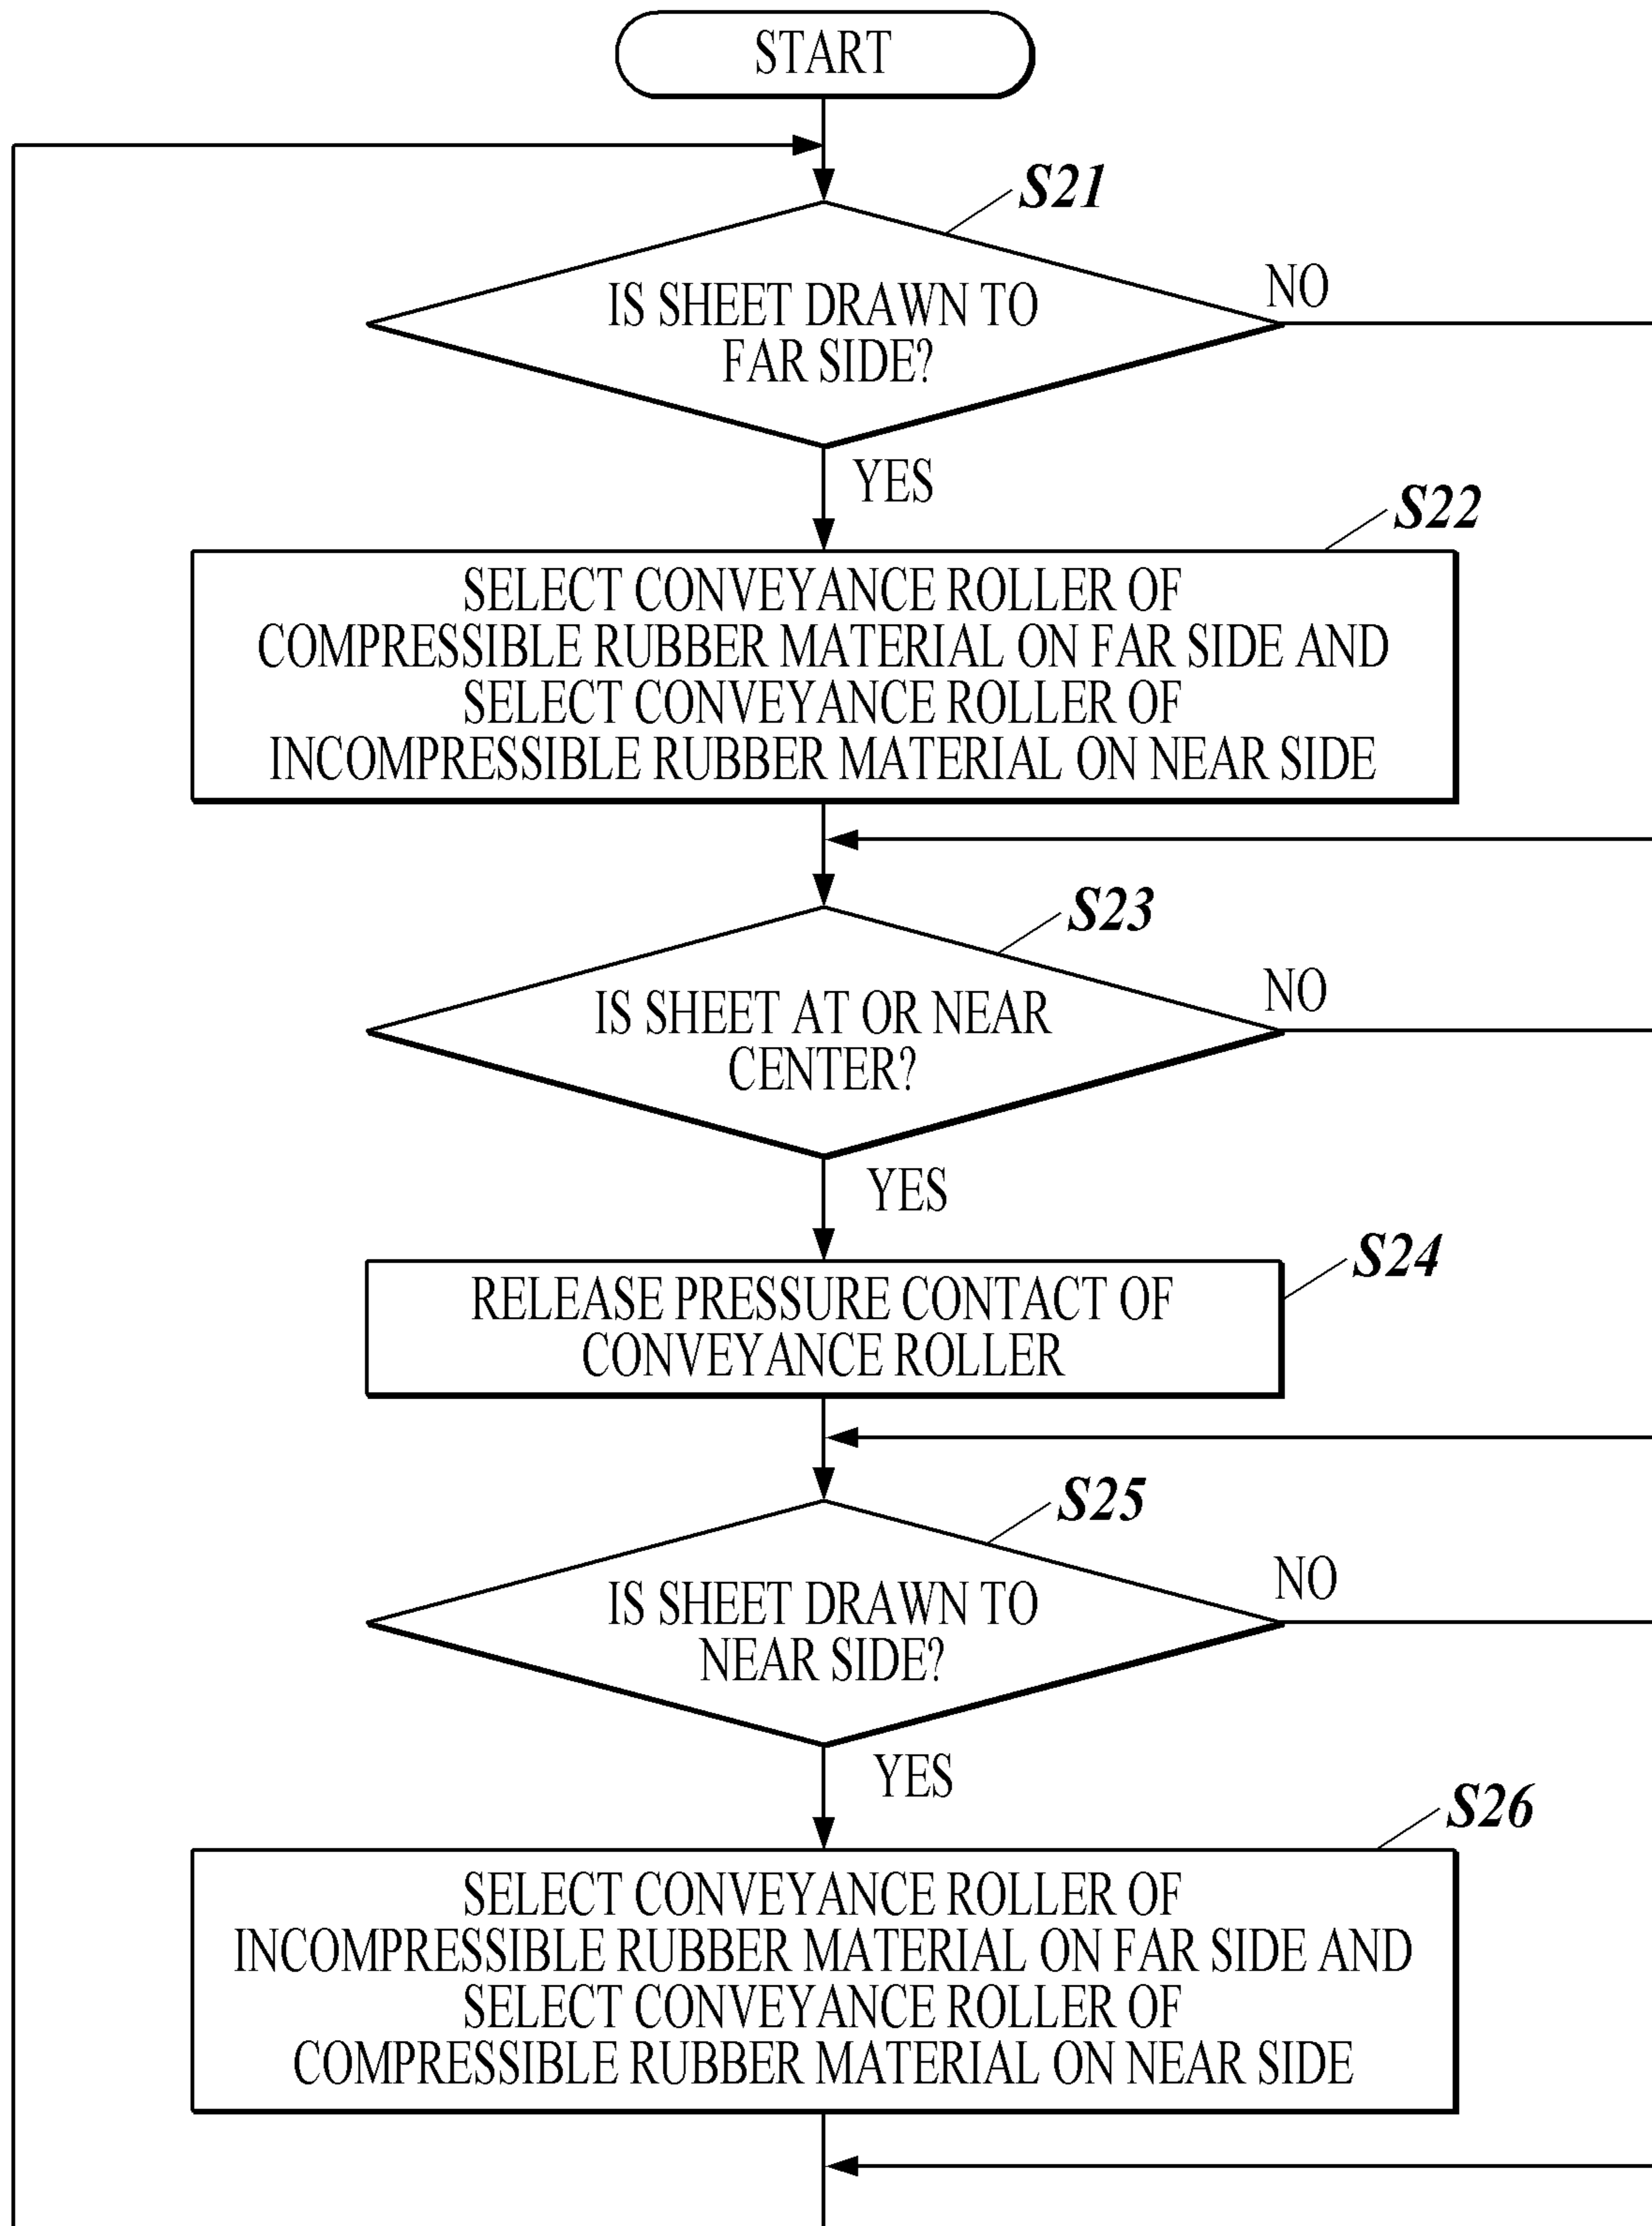 START
S21
IS SHEET DRAWN TO
FAR SIDE?
NO
YES
S22
SELECT CONVEYANCE ROLLER OF
COMPRESSIBLE RUBBER MATERIAL ON FAR SIDE AND
SELECT CONVEYANCE ROLLER OF
INCOMPRESSIBLE RUBBER MATERIAL ON NEAR SIDE
S23
IS SHEET AT OR NEAR
CENTER?
NO
YES
S24
RELEASE PRESSURE CONTACT OF
CONVEYANCE ROLLER
S25
IS SHEET DRAWN TO
NEAR SIDE?
NO
YES
S26
SELECT CONVEYANCE ROLLER OF
INCOMPRESSIBLE RUBBER MATERIAL ON FAR SIDE AND
SELECT CONVEYANCE ROLLER OF
COMPRESSIBLE RUBBER MATERIAL ON NEAR SIDE